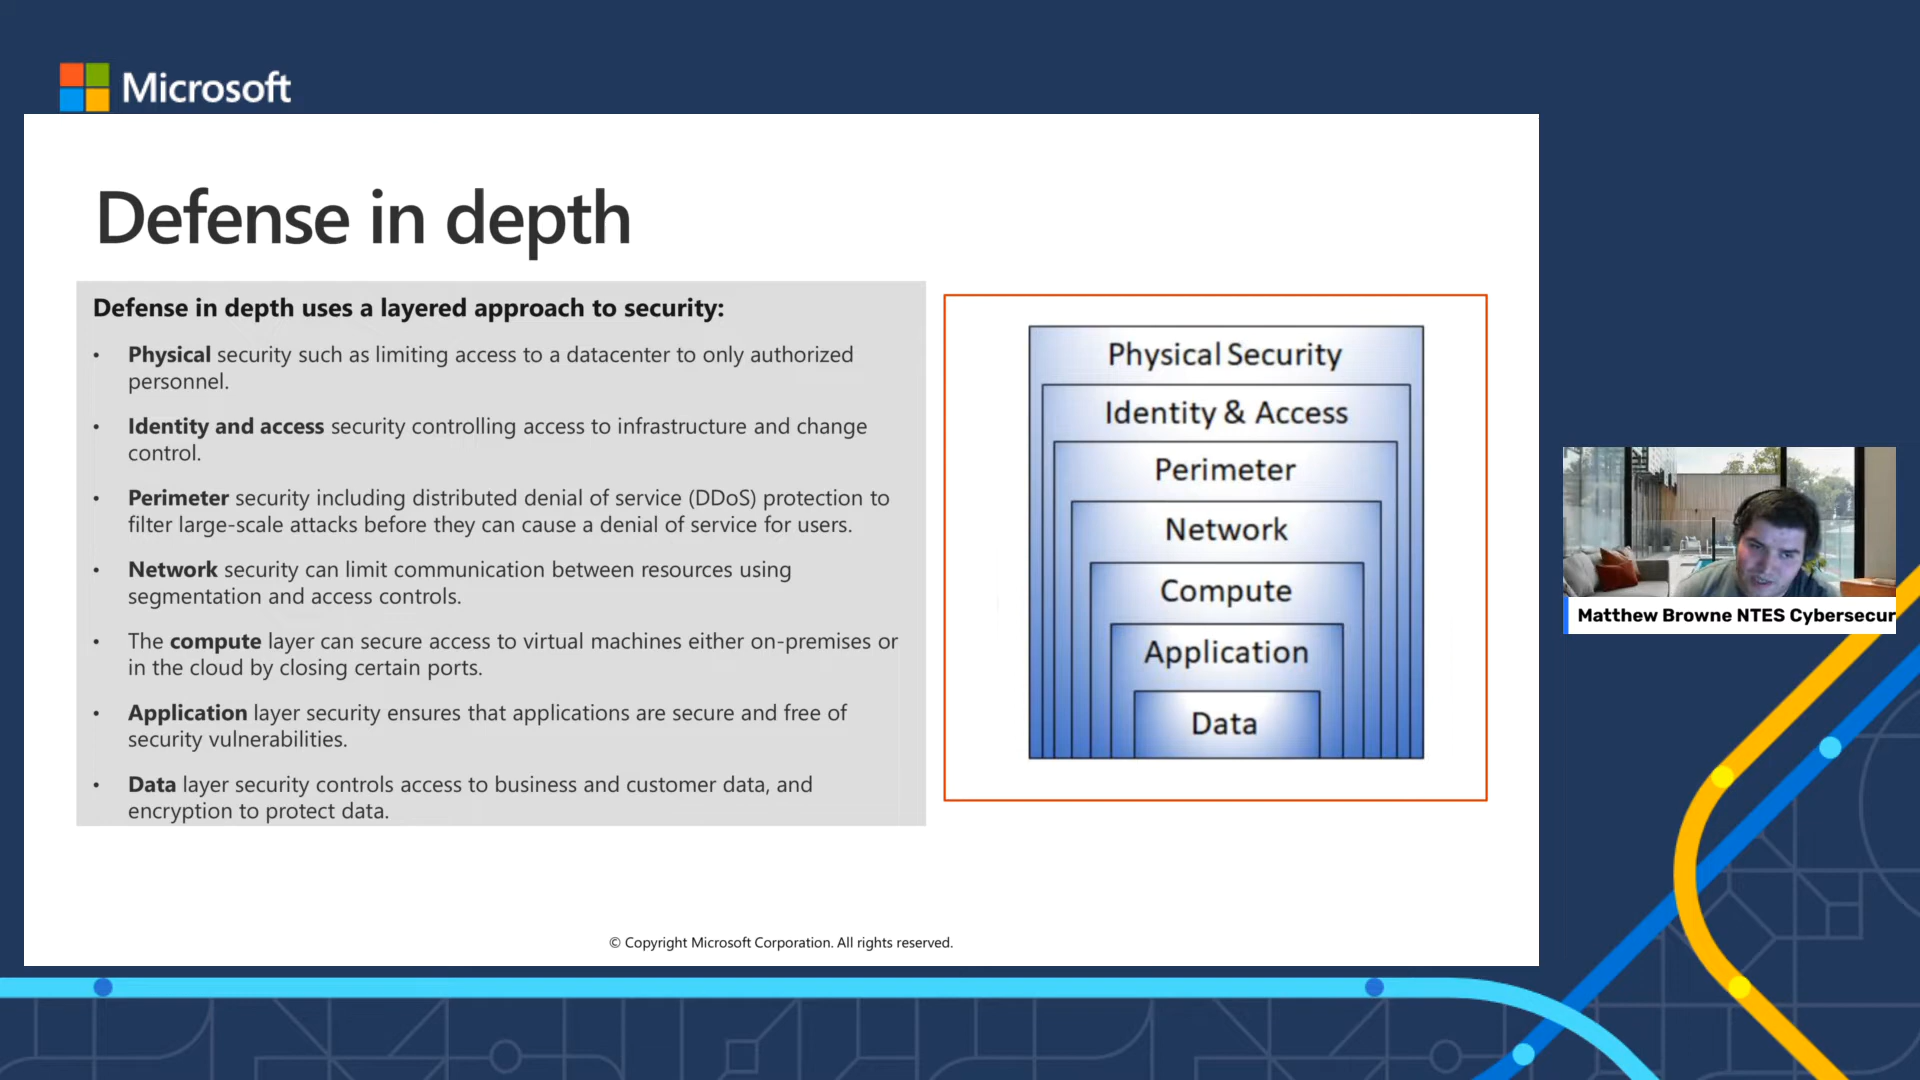 Microsoft
Defense in depth
Defense in depth uses a layered approach to security:
• Physical security such as limiting access to a datacenter to only authorized
personnel.
• Identity and access security controlling access to infrastructure and change
control.
• Perimeter security including distributed denial of service (DDoS) protection to
filter large-scale attacks before they can cause a denial of service for users.
• Network security can limit communication between resources using
segmentation and access controls.
• The compute layer can secure access to virtual machines either on-premises or
in the cloud by closing certain ports.
• Application layer security ensures that applications are secure and free of
security vulnerabilities.
• Data layer security controls access to business and customer data, and
encryption to protect data.
Physical Security
Identity & Access
Perimeter
Network
Compute
Application
Data
Matthew Browne NTES Cybersecur
© Copyright Microsoft Corporation. All rights reserved.